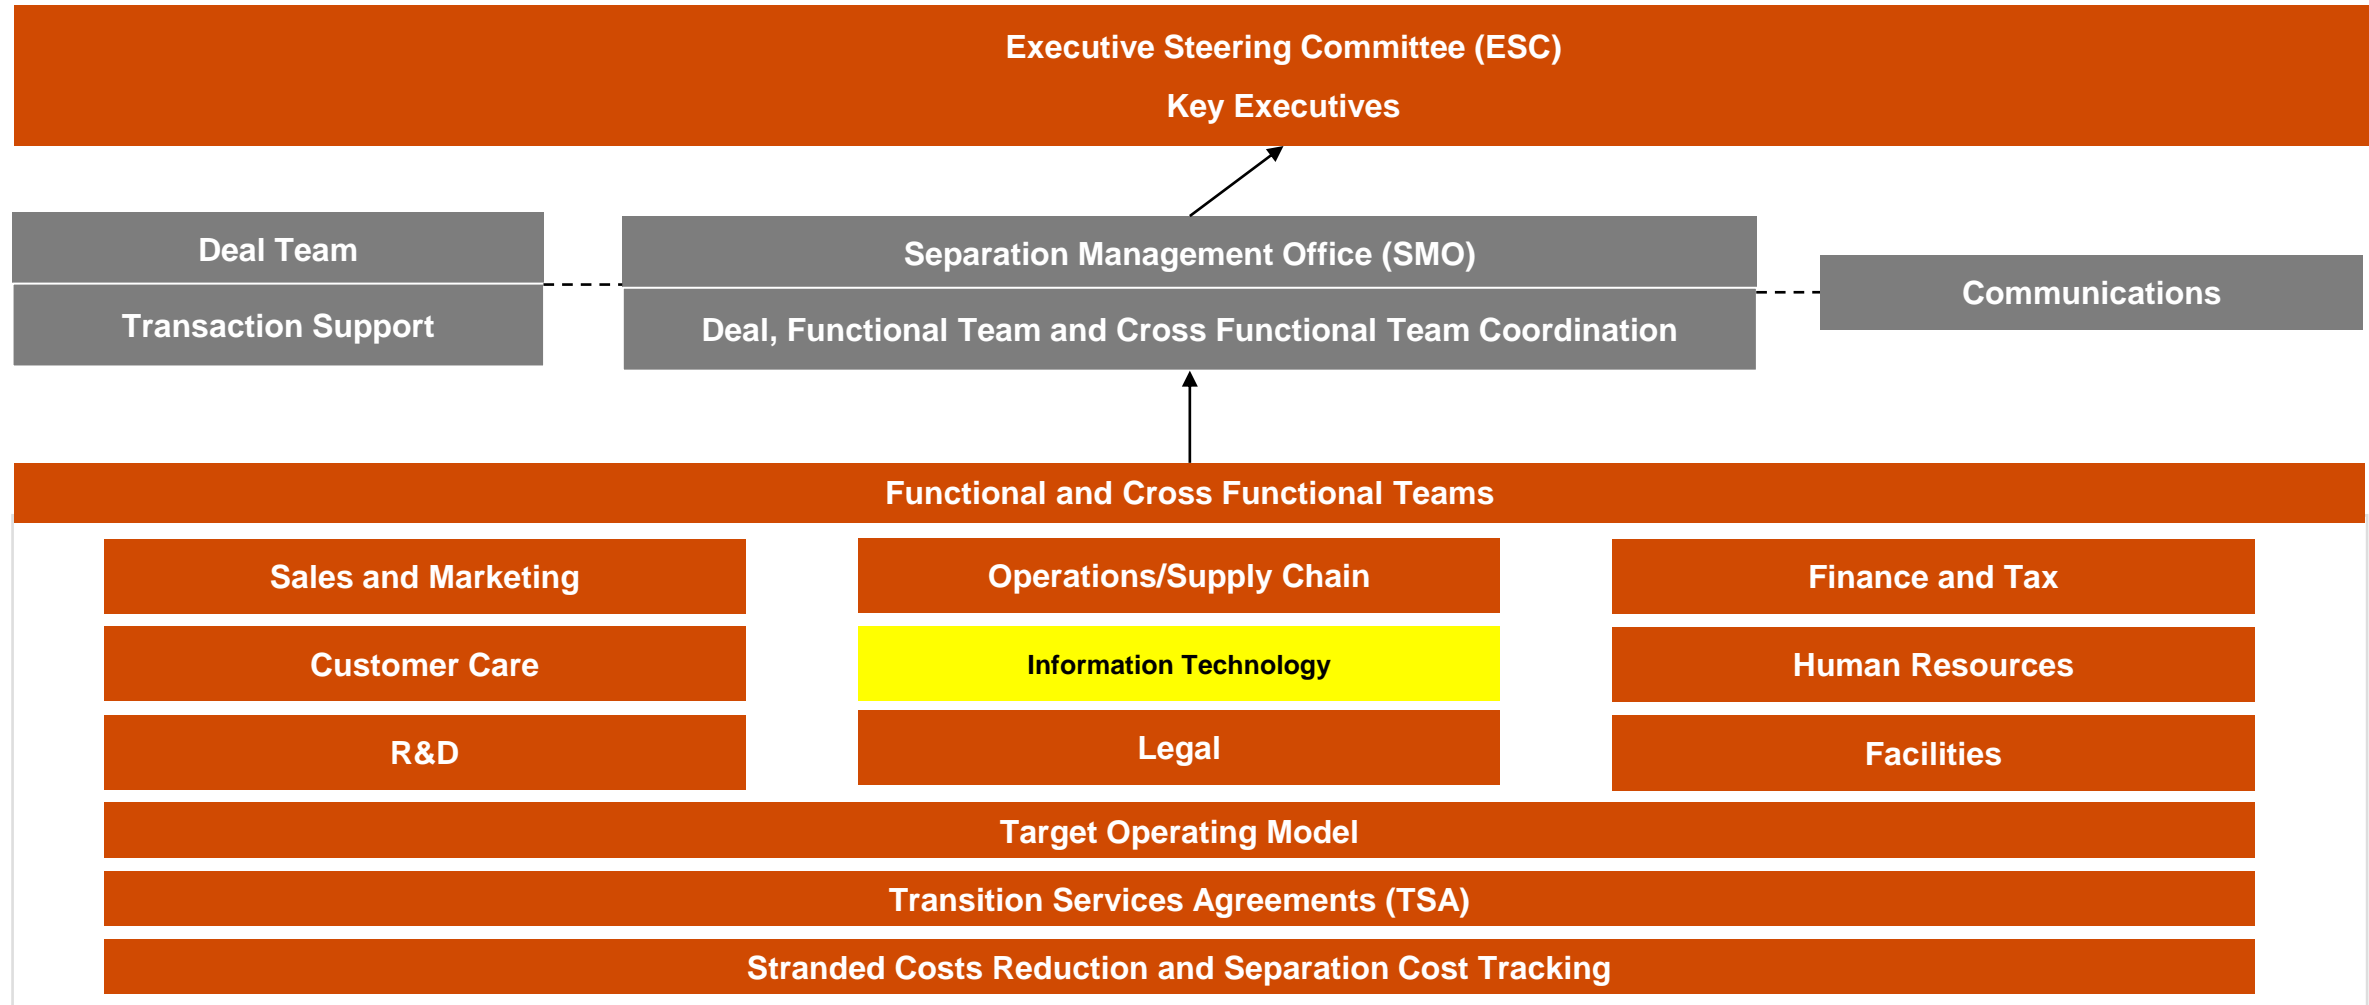 Executive Steering Committee (ESC)
Key Executives
Deal Team
Transaction Support
Separation Management Office (SMO)
Deal, Functional Team and Cross Functional Team Coordination
Communications
Functional and Cross Functional Teams
Sales and Marketing
Operations/Supply Chain
Finance and Tax
Customer Care
Information Technology
Human Resources
R&D
Legal
Facilities
Target Operating Model
Transition Services Agreements (TSA)
Stranded Costs Reduction and Separation Cost Tracking